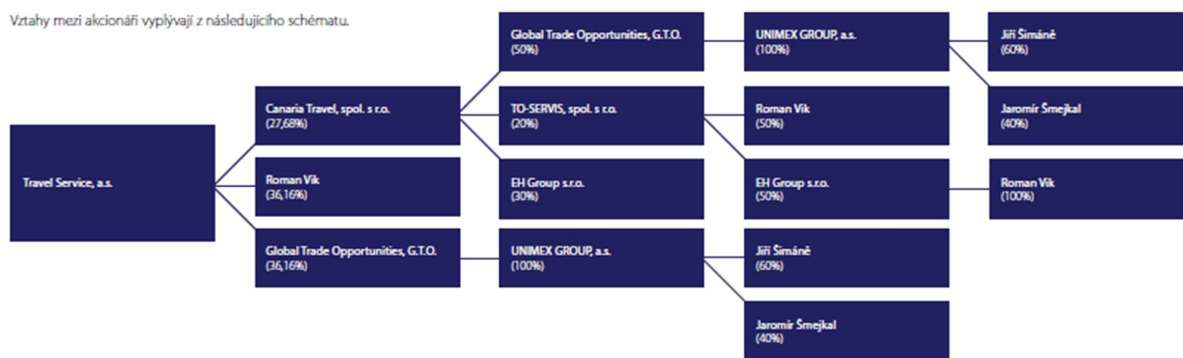 Vztahy mezi akcionáři vyplývají z následujícího schématu.
Travel Service, a.s.
Canaria Travel, spol. s r.o.
(27,68%)
Roman Vik
(36,16%)
Global Trade Opportunities, G.T.O.
(36,16%)
Global Trade Opportunities, G.T.O.
(50%)
TO-SERVIS, spol. s r.o.
(20%)
EH Group s.r.o.
(30%)
UNIMEX GROUP, a.s.
(100%)
UNIMEX GROUP, a.s.
(100%)
Roman Vik
(50%)
EH Group s.r.o.
(50%)
Jiří Šimáně
(60%)
Jaromír Šmejkal
(40%)
Jiří Šimáně
(60%)
Jaromír Šmejkal
(40%)
Roman Vik
(100%)